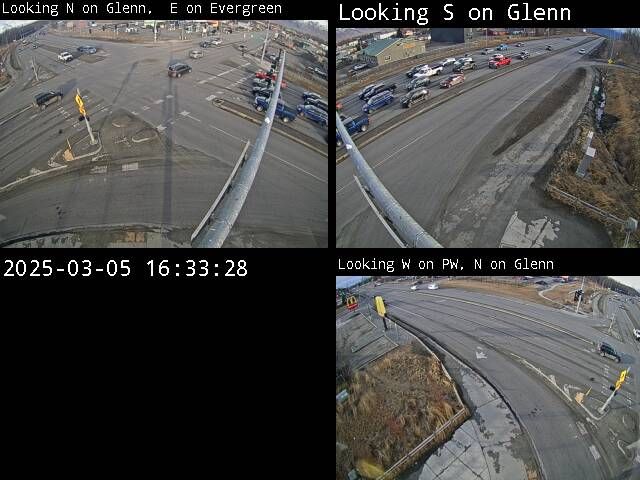 Looking N on Glenn, E on Evergreen
Looking S on Glenn
2025-03-05 16:33:28
Looking W on PW, N on Glenn